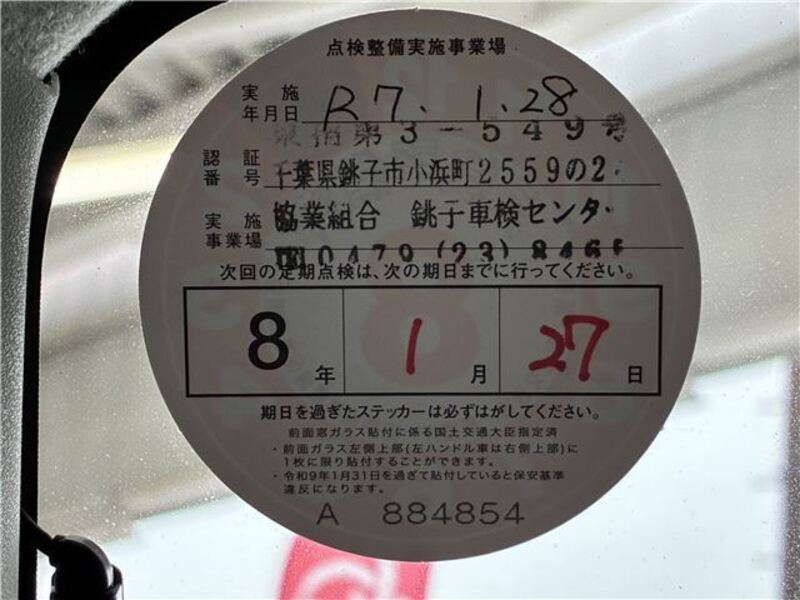 点検整備実施事業場
実施年月日 R7.1.28
第3-549号
認証番号 千葉県銚子市小浜町2559の2
実施事業場 協業組合 銚子車検センター
0479(23)846
次回の定期点検は、次の期日までに行ってください。
8年 1月 27日
期日を過ぎたステッカーは必ずはがしてください。
前面窓ガラス貼付に係る国土交通大臣指定済
・前面ガラス左側上部(左ハンドル車は右側上部)に
1枚に限り貼付することができます。
・令和9年1月31日を過ぎて貼付していると保安基準
違反になります。
A 884854